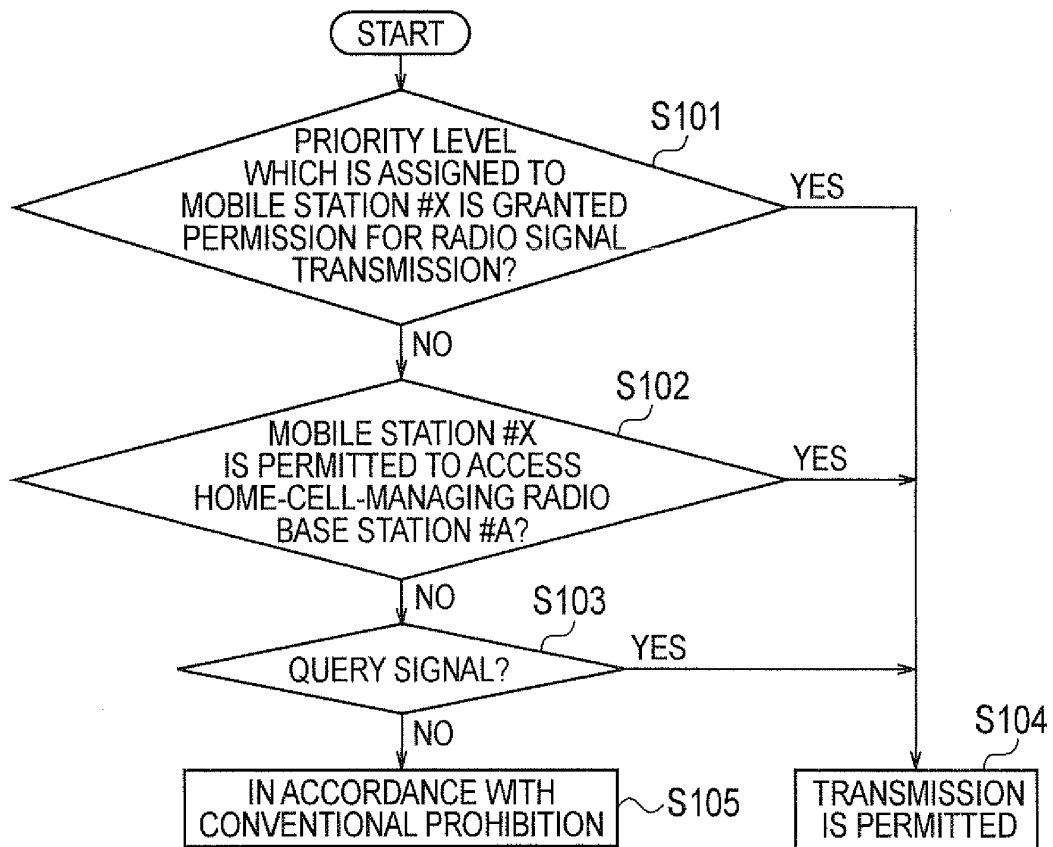 START
S101
PRIORITY LEVEL
WHICH IS ASSIGNED TO
MOBILE STATION #X IS GRANTED
PERMISSION FOR RADIO SIGNAL
TRANSMISSION?
YES
NO
S102
MOBILE STATION #X
IS PERMITTED TO ACCESS
HOME-CELL-MANAGING RADIO
BASE STATION #A?
YES
NO
S103
QUERY SIGNAL?
YES
NO
S104
IN ACCORDANCE WITH
CONVENTIONAL PROHIBITION
S105
TRANSMISSION
IS PERMITTED